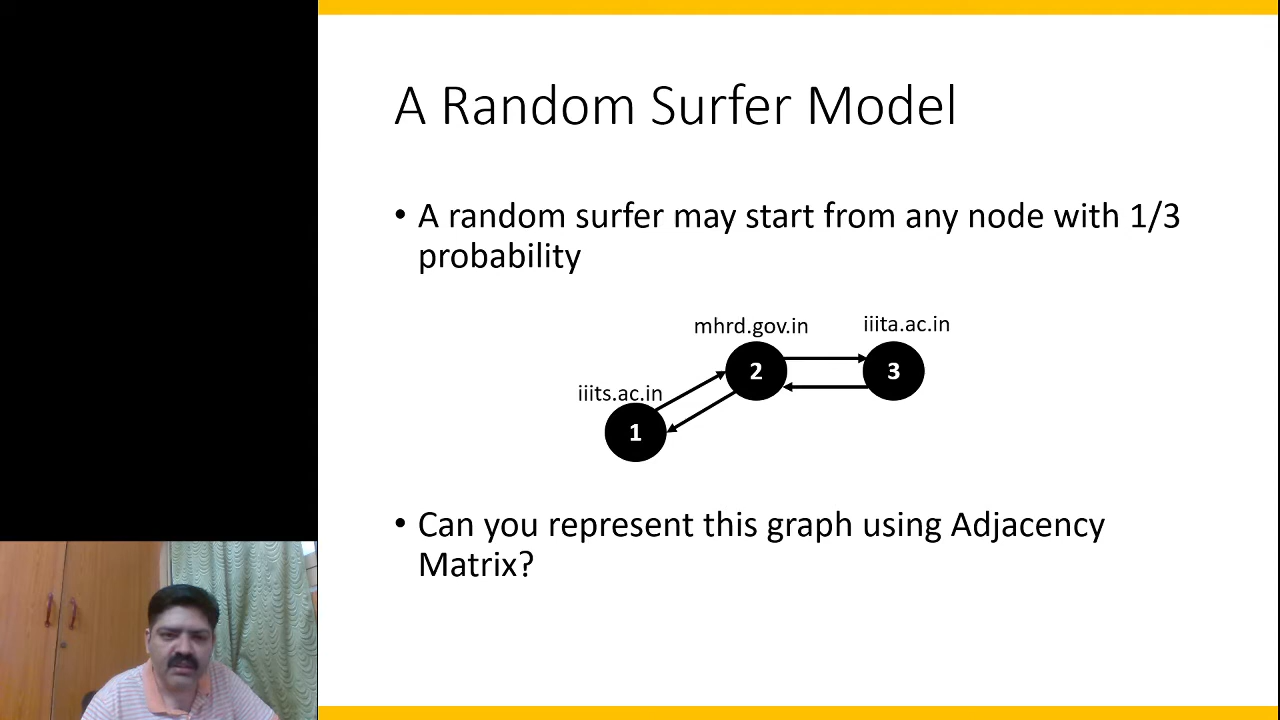 A Random Surfer Model
• A random surfer may start from any node with 1/3
probability
mhrd.gov.in
iiita.ac.in
iiits.ac.in
2
3
1
• Can you represent this graph using Adjacency
Matrix?